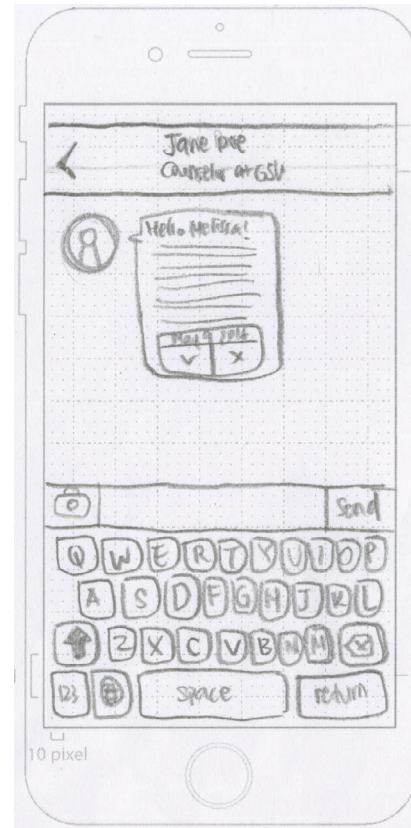 Jane Doe
Counselor at GSU
Hello Melissa!
May 9 2016
Send
Q W E R T Y U I O P
A S D F G H J K L
Z X C V B N M
123 space return
10 pixel